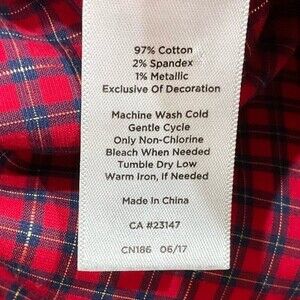 97% Cotton
2% Spandex
1% Metallic
Exclusive Of Decoration
Machine Wash Cold
Gentle Cycle
Only Non-Chlorine
Bleach When Needed
Tumble Dry Low
Warm Iron, If Needed
Made In China
CA #23147
CN186 06/17